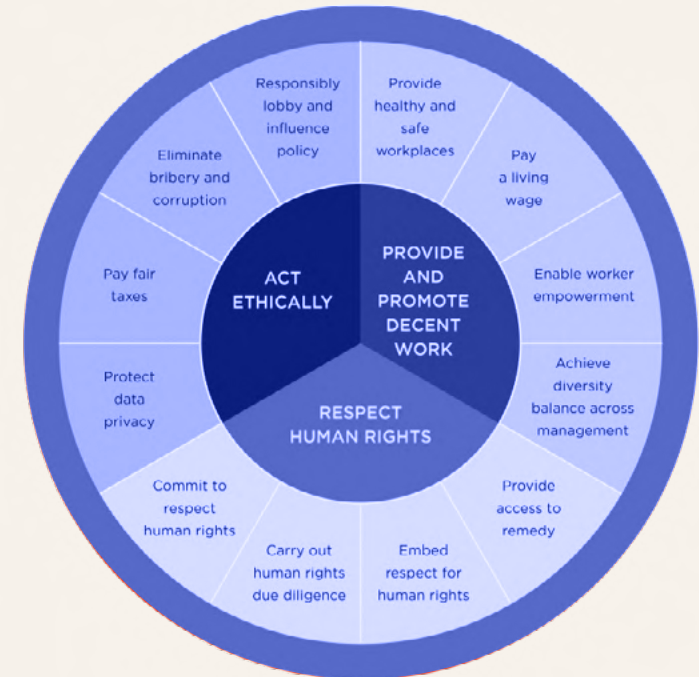 ACT
ETHICALLY
PROVIDE
AND
PROMOTE
DECENT
WORK
RESPECT
HUMAN RIGHTS
Responsibly
lobby and
influence
policy
Provide
healthy and
safe
workplaces
Pay
a living
wage
Enable worker
empowerment
Achieve
diversity
balance across
management
Provide
access to
remedy
Embed
respect for
human rights
Carry out
human rights
due diligence
Commit to
respect
human rights
Protect
data
privacy
Pay fair
taxes
Eliminate
bribery and
corruption